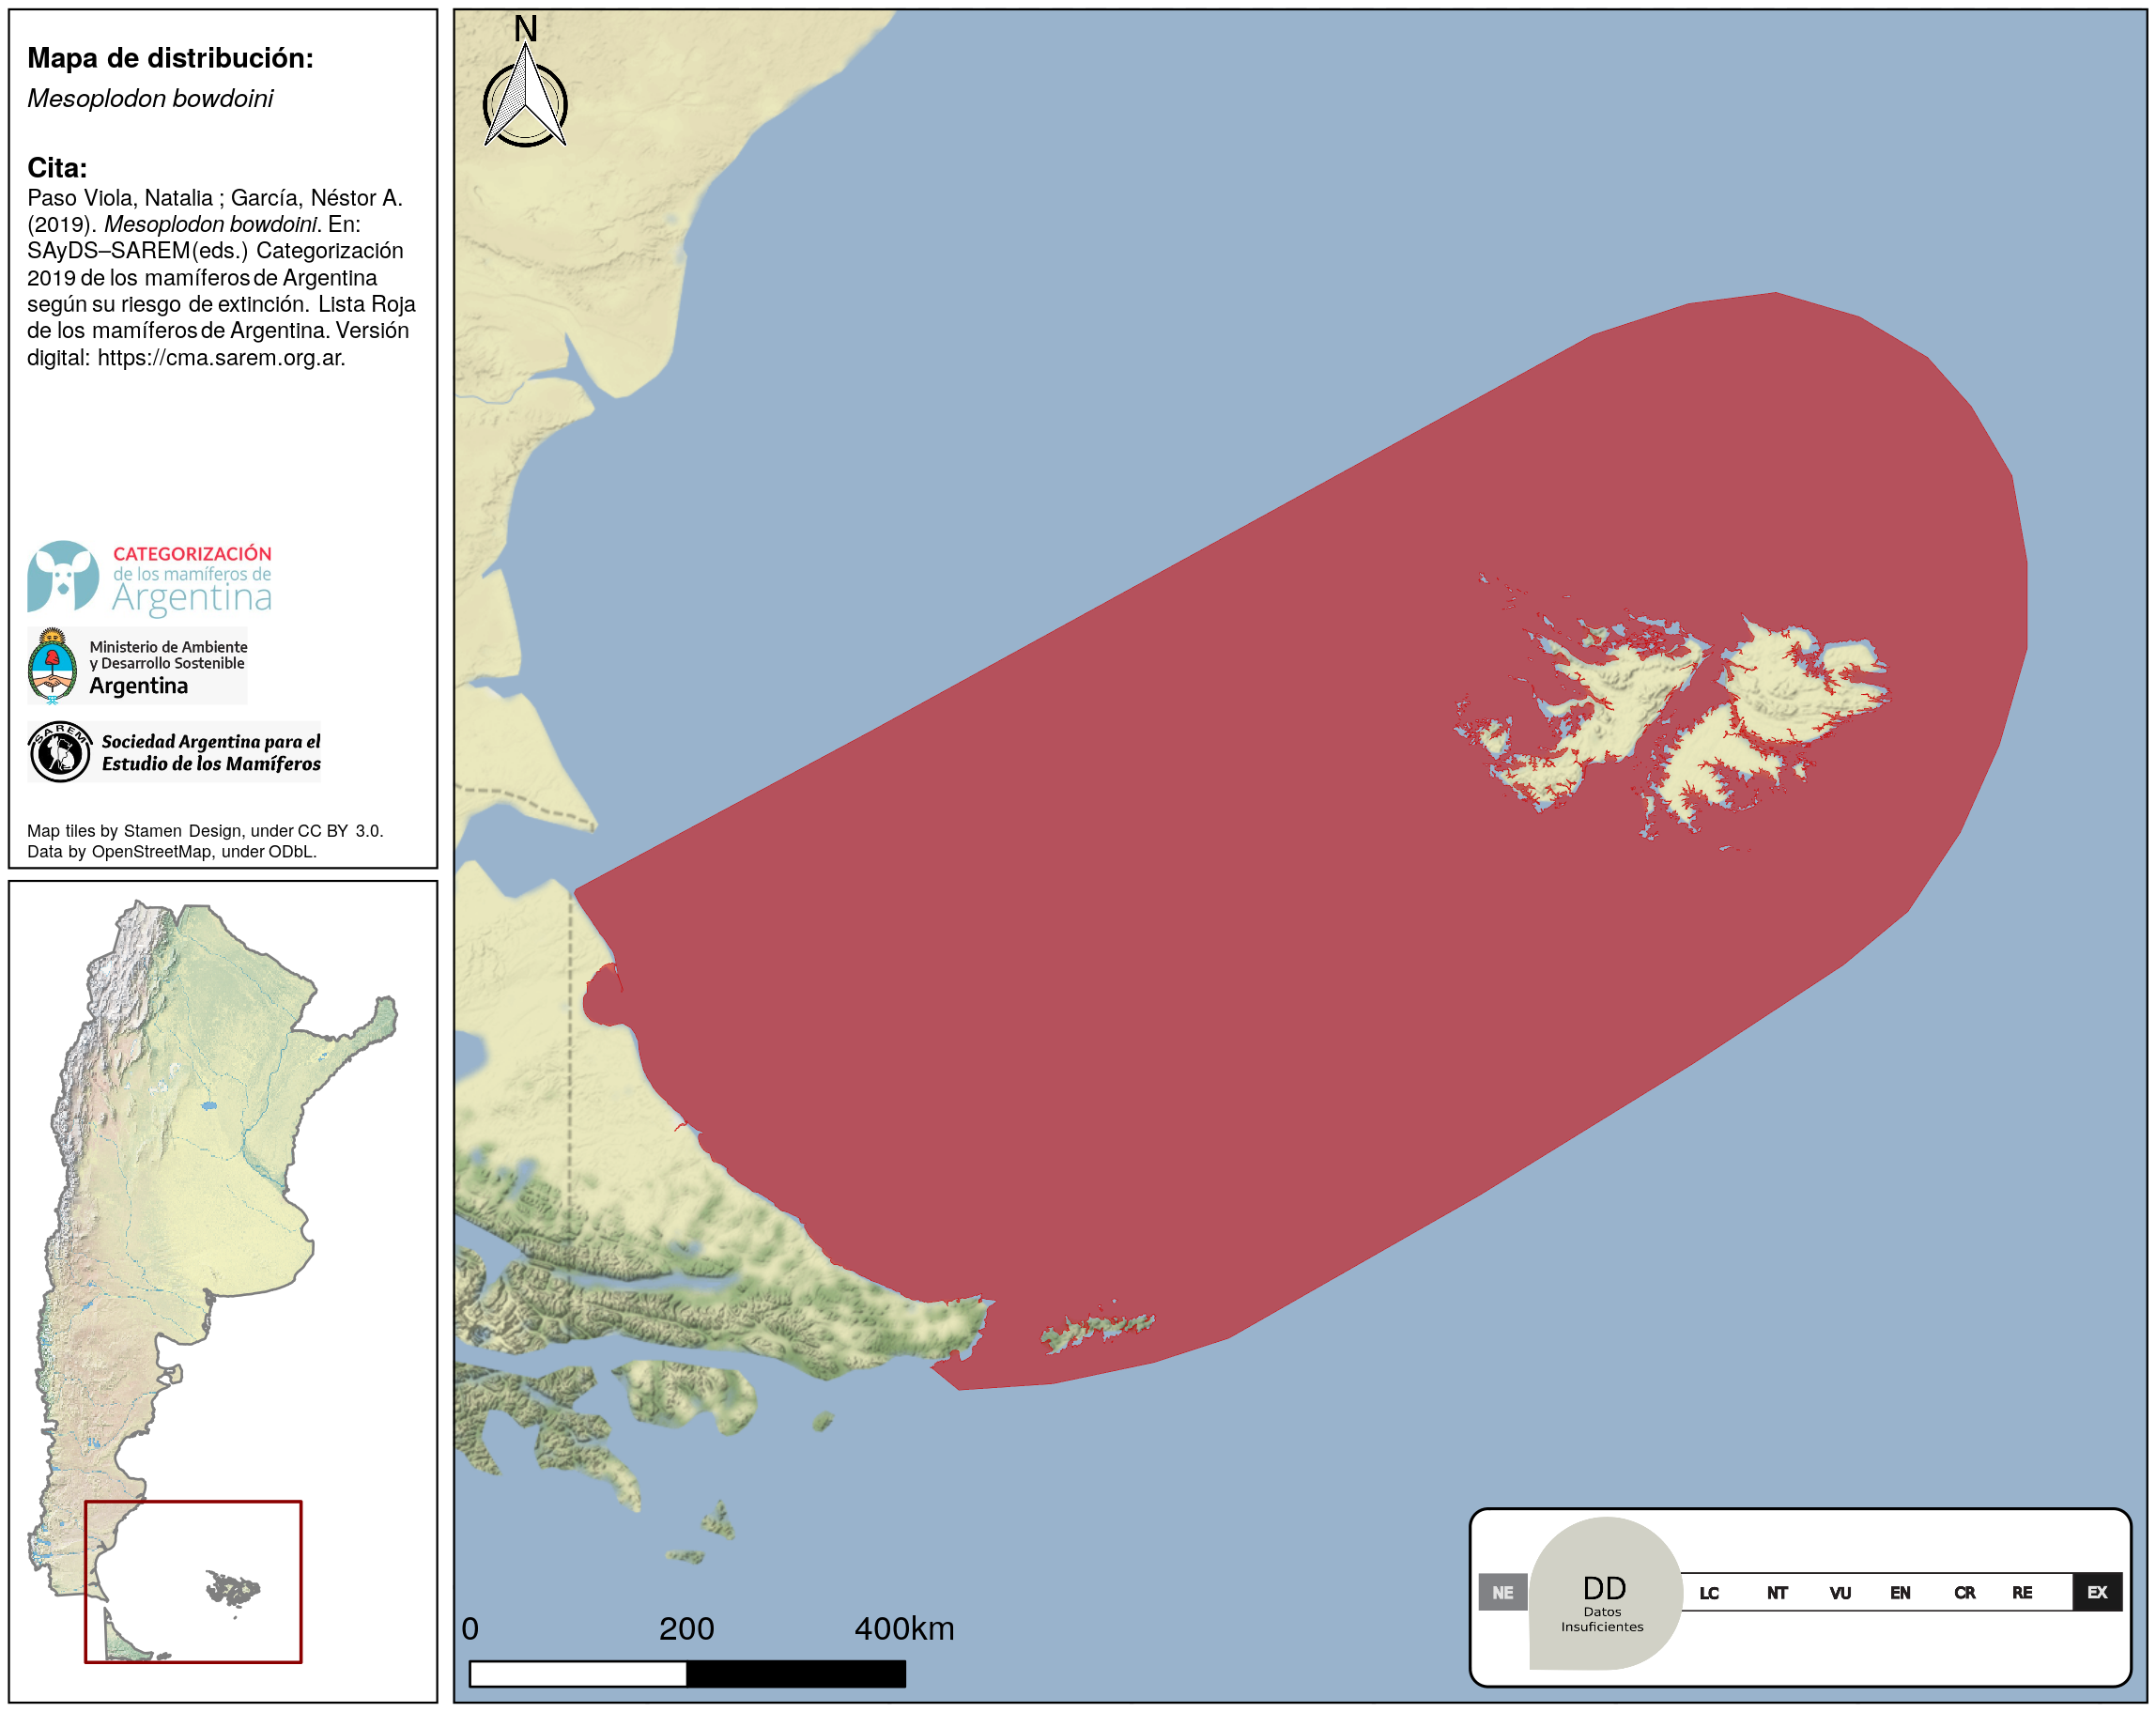 Mapa de distribución:
Mesoplodon bowdoini
Cita:
Paso Viola, Natalia ; García, Néstor A.
(2019). Mesoplodon bowdoini. En:
SAyDS–SAREM(eds.) Categorización
2019 de los mamíferos de Argentina
según su riesgo de extinción. Lista Roja
de los mamíferos de Argentina. Versión
digital: https://cma.sarem.org.ar.
CATEGORIZACIÓN
de los mamíferos de
Argentina
Ministerio de Ambiente
y Desarrollo Sostenible
Argentina
SAREM
Sociedad Argentina para el
Estudio de los Mamíferos
Map tiles by Stamen Design, under CC BY 3.0.
Data by OpenStreetMap, under ODbL.
N
0 200 400km
NE DD LC NT VU EN CR RE EX
Datos
Insuficientes